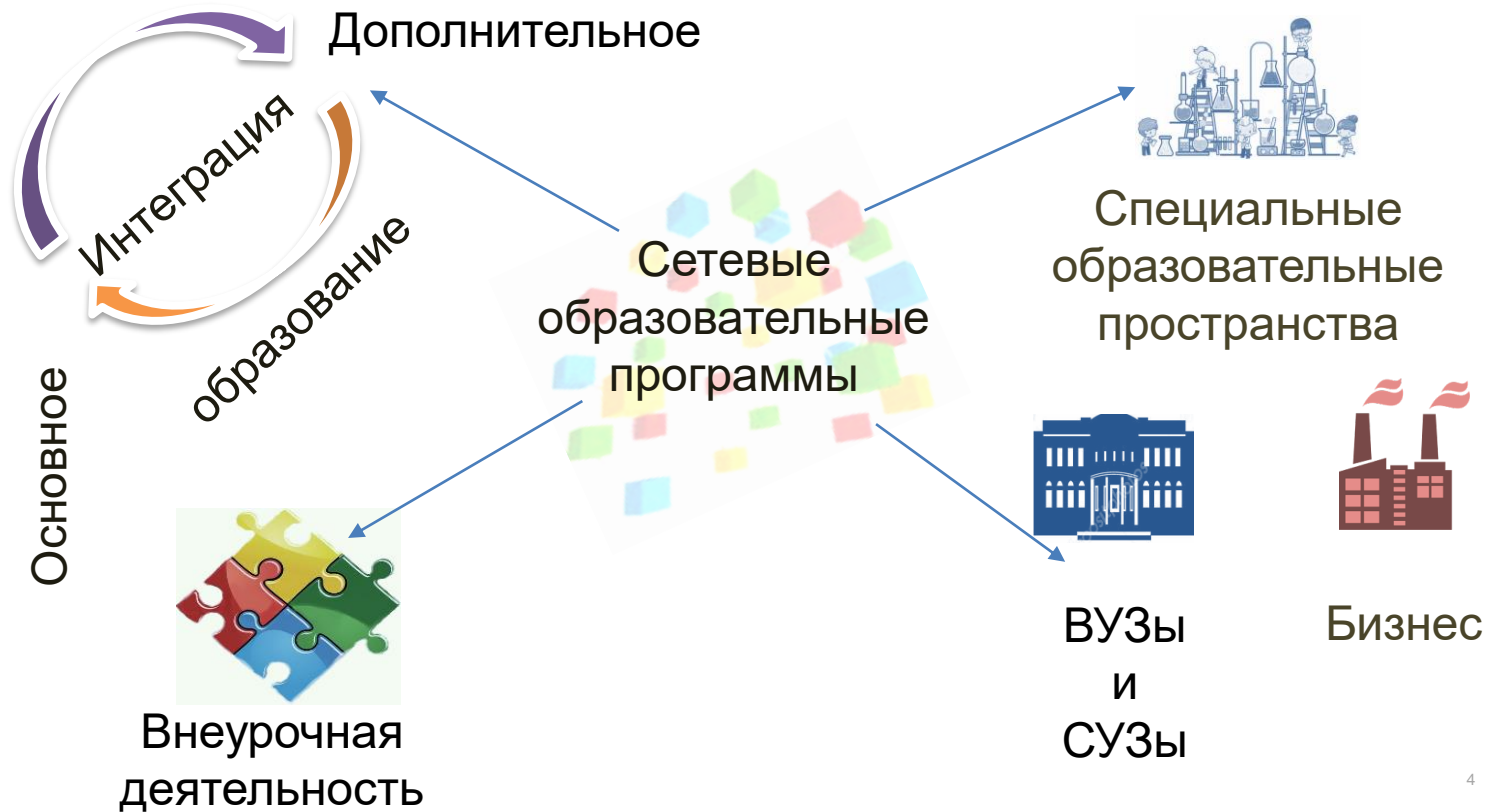 Дополнительное
Интеграция
образование
Основное
Сетевые
образовательные
программы
Специальные
образовательные
пространства
Внеурочная
деятельность
ВУЗы
и
СУЗы
Бизнес
4